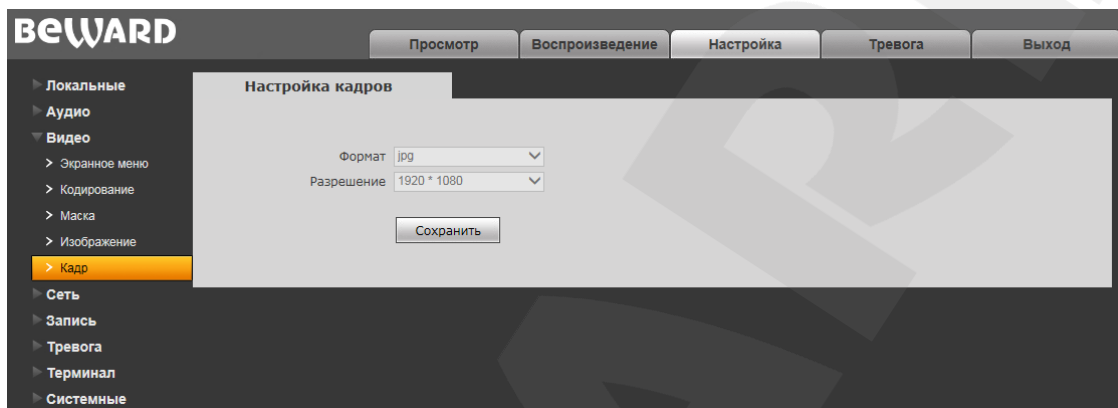 BEWARD
Просмотр Воспроизведение Настройка Тревога Выход
Локальные
Аудио
Видео
> Экранное меню
> Кодирование
> Маска
> Изображение
> Кадр
Сеть
Запись
Тревога
Терминал
Системные
Настройка кадров
Формат jpg
Разрешение 1920 * 1080
Сохранить